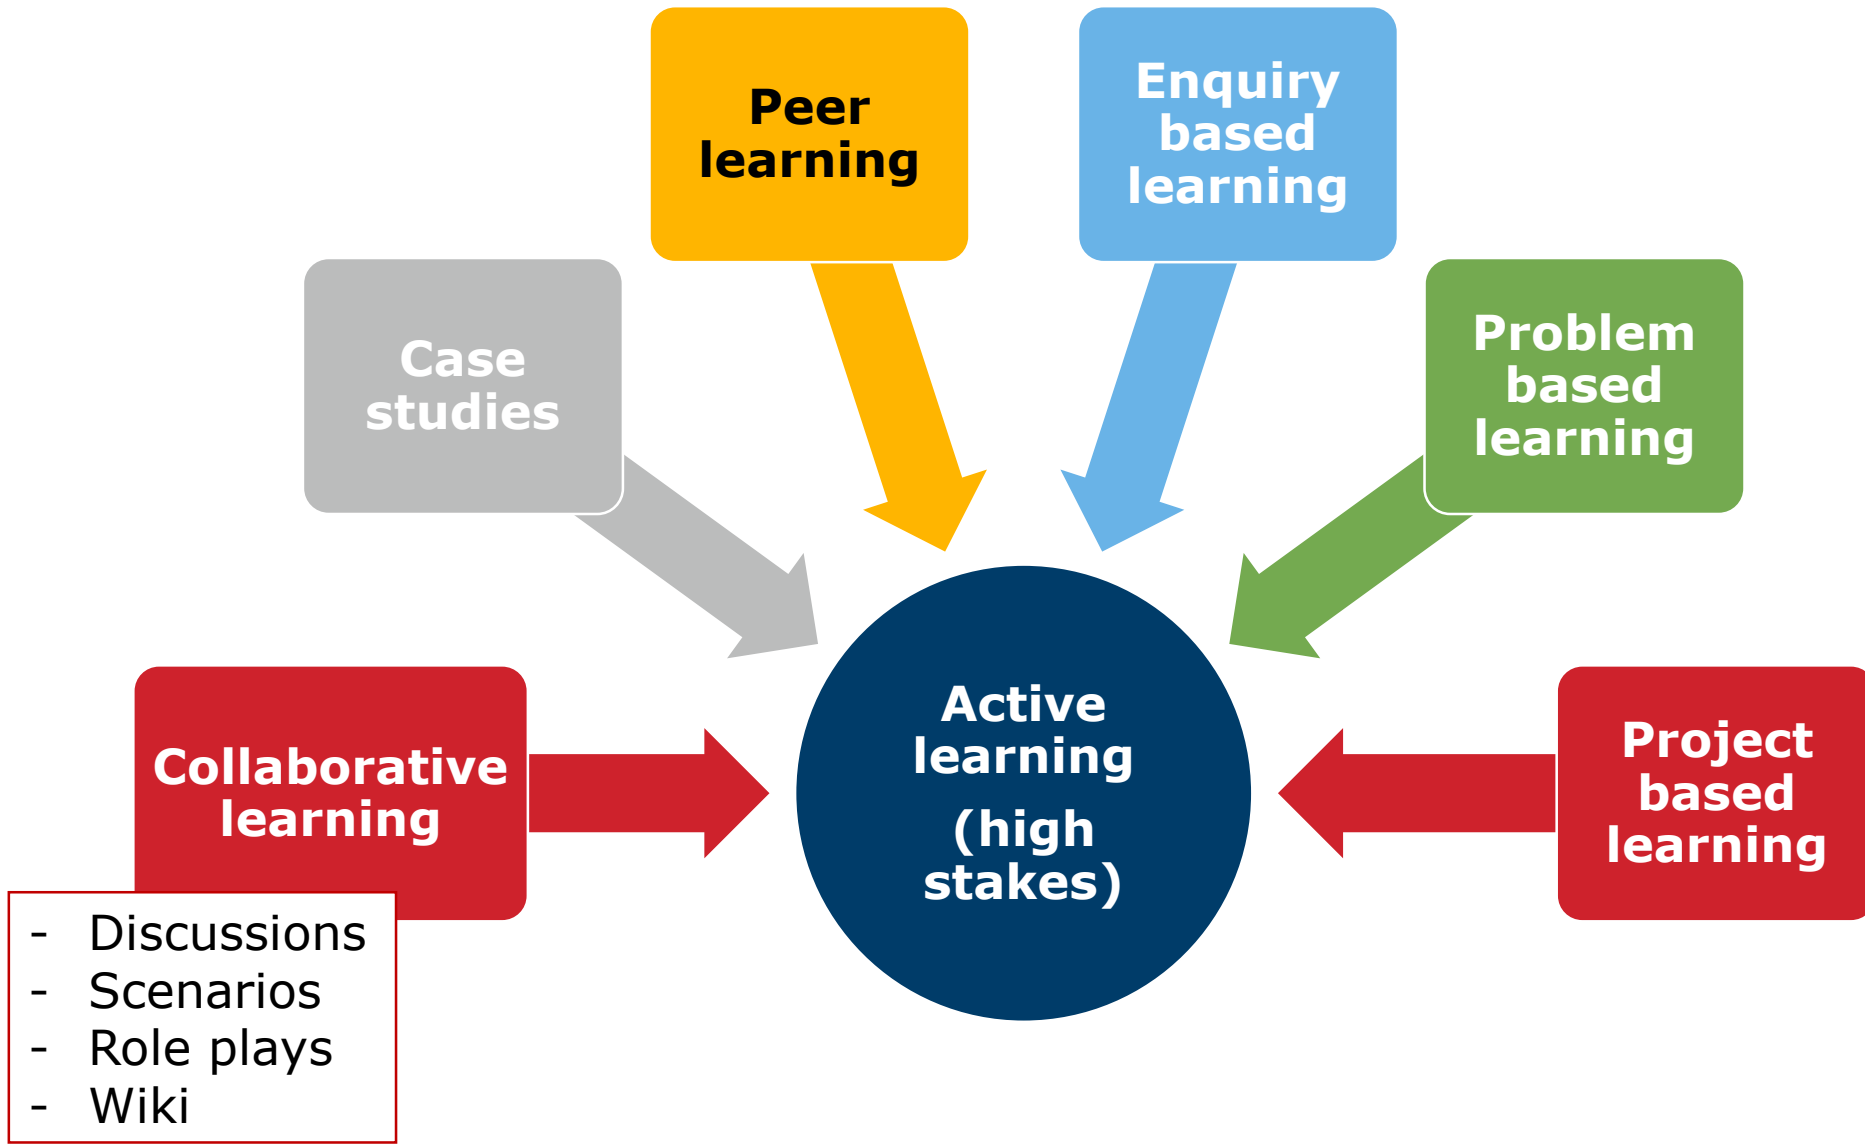 Peer
learning
Enquiry
based
learning
Case
studies
Problem
based
learning
Collaborative
learning
Active
learning
(high
stakes)
Project
based
learning
- Discussions
- Scenarios
- Role plays
- Wiki